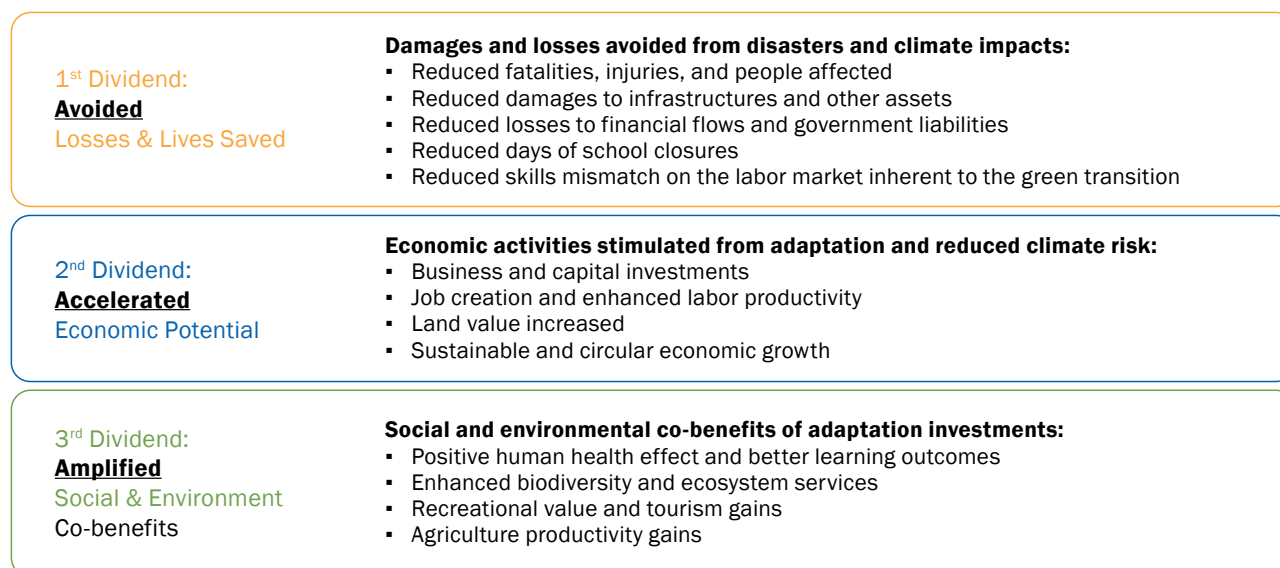 1st Dividend:
Avoided
Losses & Lives Saved
Damages and losses avoided from disasters and climate impacts:
▪ Reduced fatalities, injuries, and people affected
▪ Reduced damages to infrastructures and other assets
▪ Reduced losses to financial flows and government liabilities
▪ Reduced days of school closures
▪ Reduced skills mismatch on the labor market inherent to the green transition
2nd Dividend:
Accelerated
Economic Potential
Economic activities stimulated from adaptation and reduced climate risk:
▪ Business and capital investments
▪ Job creation and enhanced labor productivity
▪ Land value increased
▪ Sustainable and circular economic growth
3rd Dividend:
Amplified
Social & Environment
Co-benefits
Social and environmental co-benefits of adaptation investments:
▪ Positive human health effect and better learning outcomes
▪ Enhanced biodiversity and ecosystem services
▪ Recreational value and tourism gains
▪ Agriculture productivity gains